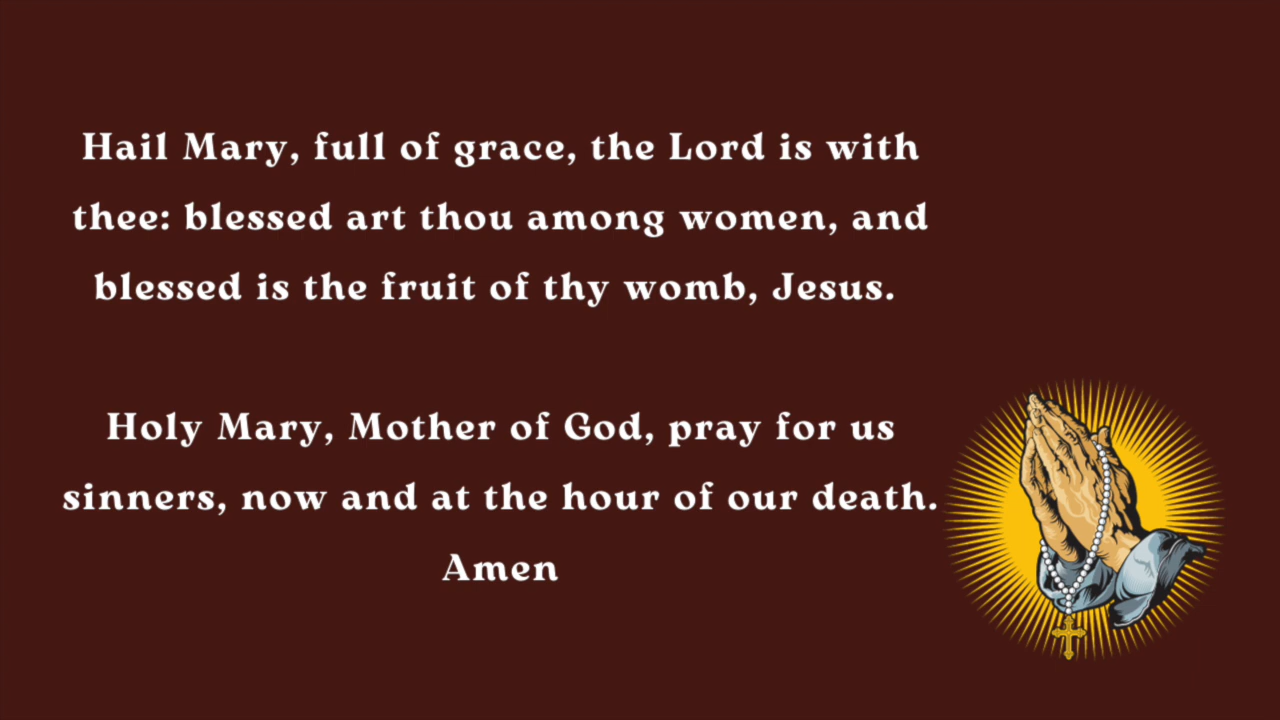 Hail Mary, full of grace, the Lord is with
thee: blessed art thou among women, and
blessed is the fruit of thy womb, Jesus.
Holy Mary, Mother of God, pray for us
sinners, now and at the hour of our death.
Amen